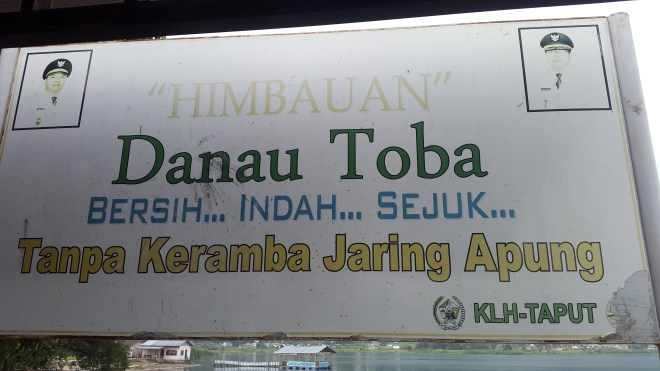 "HIMBAUAN"
Danau Toba
BERSIH... INDAH... SEJUK...
Tanpa Keramba Jaring Apung
KLH-TAPUT